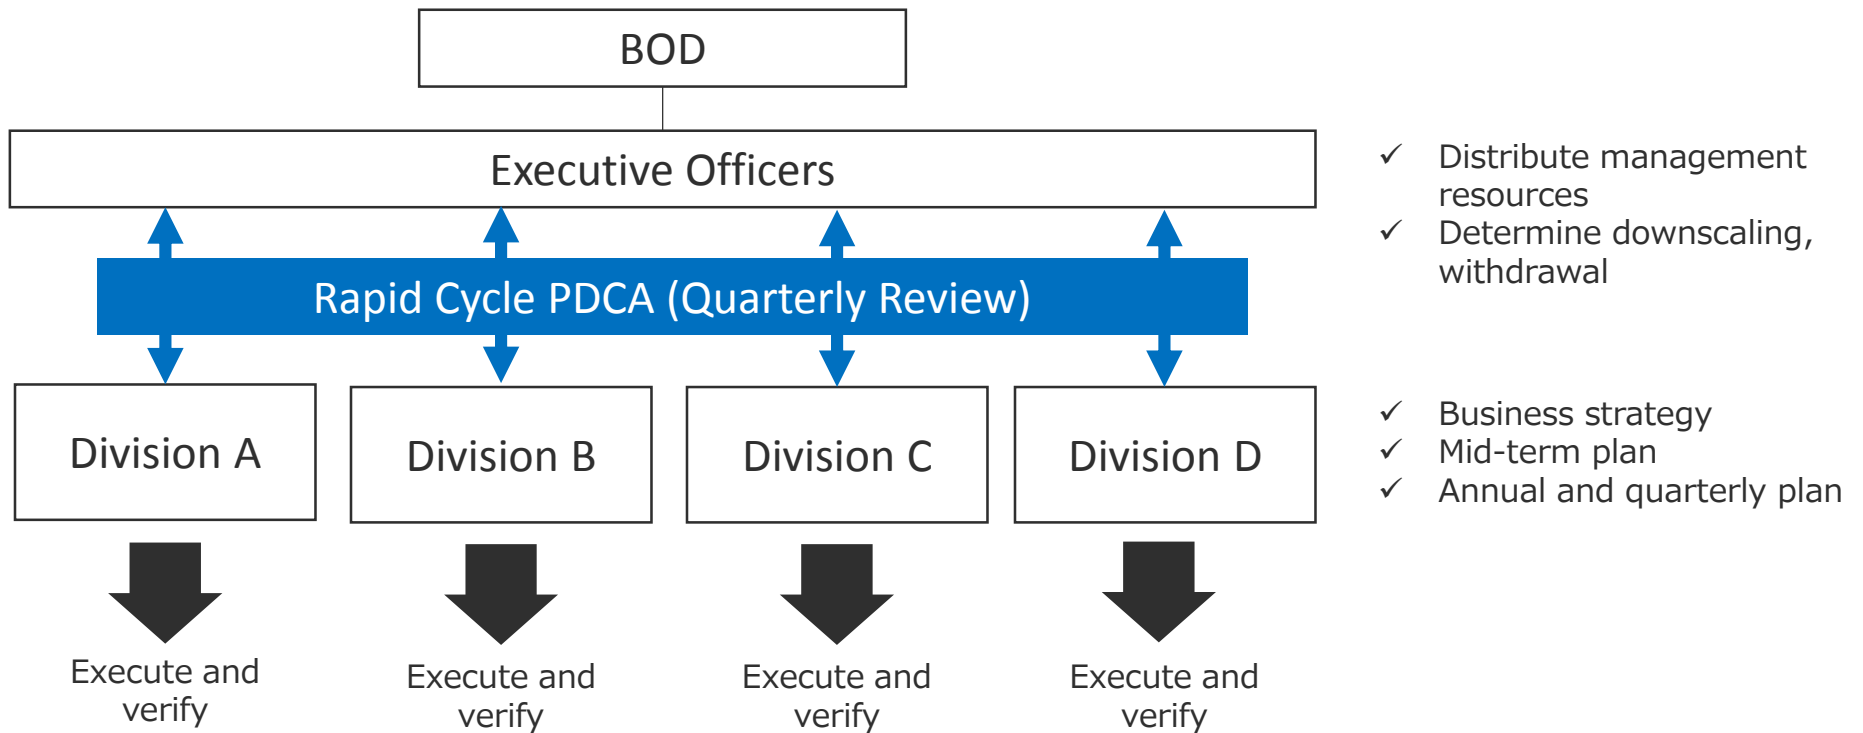 BOD
Executive Officers
✓ Distribute management
resources
✓ Determine downscaling,
withdrawal
Rapid Cycle PDCA (Quarterly Review)
Division A
Division B
Division C
Division D
✓ Business strategy
✓ Mid-term plan
✓ Annual and quarterly plan
Execute and
verify
Execute and
verify
Execute and
verify
Execute and
verify